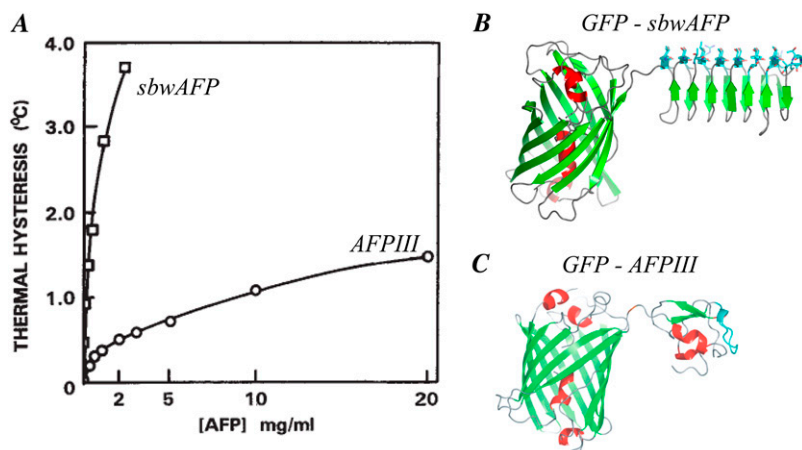 A
4.0
3.0
2.0
1.0
0
THERMAL HYSTERESIS (ºC)
sbwAFP
AFPIII
2 5 10 20
[AFP] mg/ml
B GFP - sbwAFP
C GFP - AFPIII